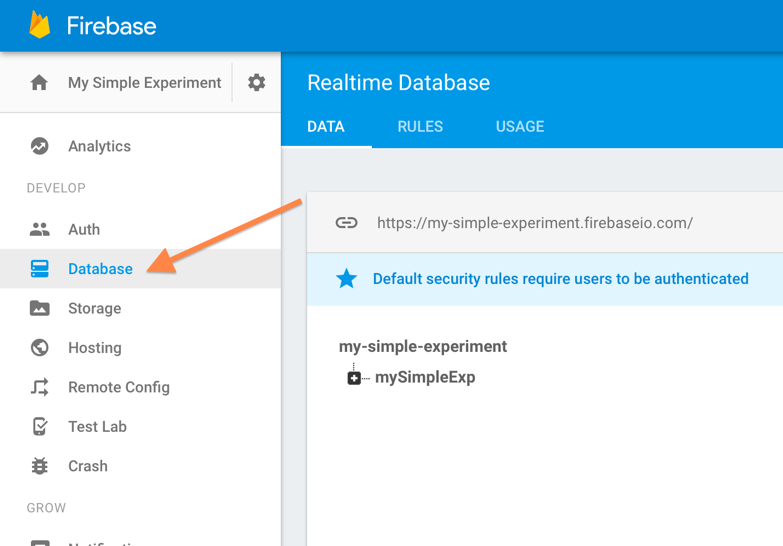 Firebase
My Simple Experiment
Realtime Database
DATA RULES USAGE
Analytics
DEVELOP
Auth
Database
Storage
Hosting
Remote Config
Test Lab
Crash
GROW
https://my-simple-experiment.firebaseio.com/
Default security rules require users to be authenticated
my-simple-experiment
mySimpleExp